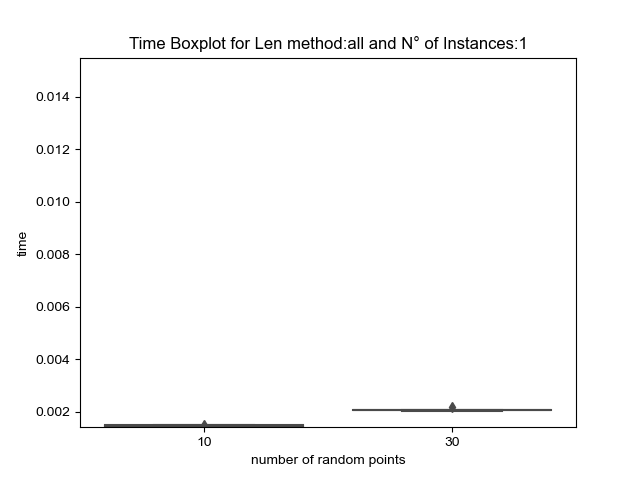 Time Boxplot for Len method:all and N° of Instances:1
0.014
0.012
0.010
0.008
0.006
0.004
0.002
time
10 30
number of random points